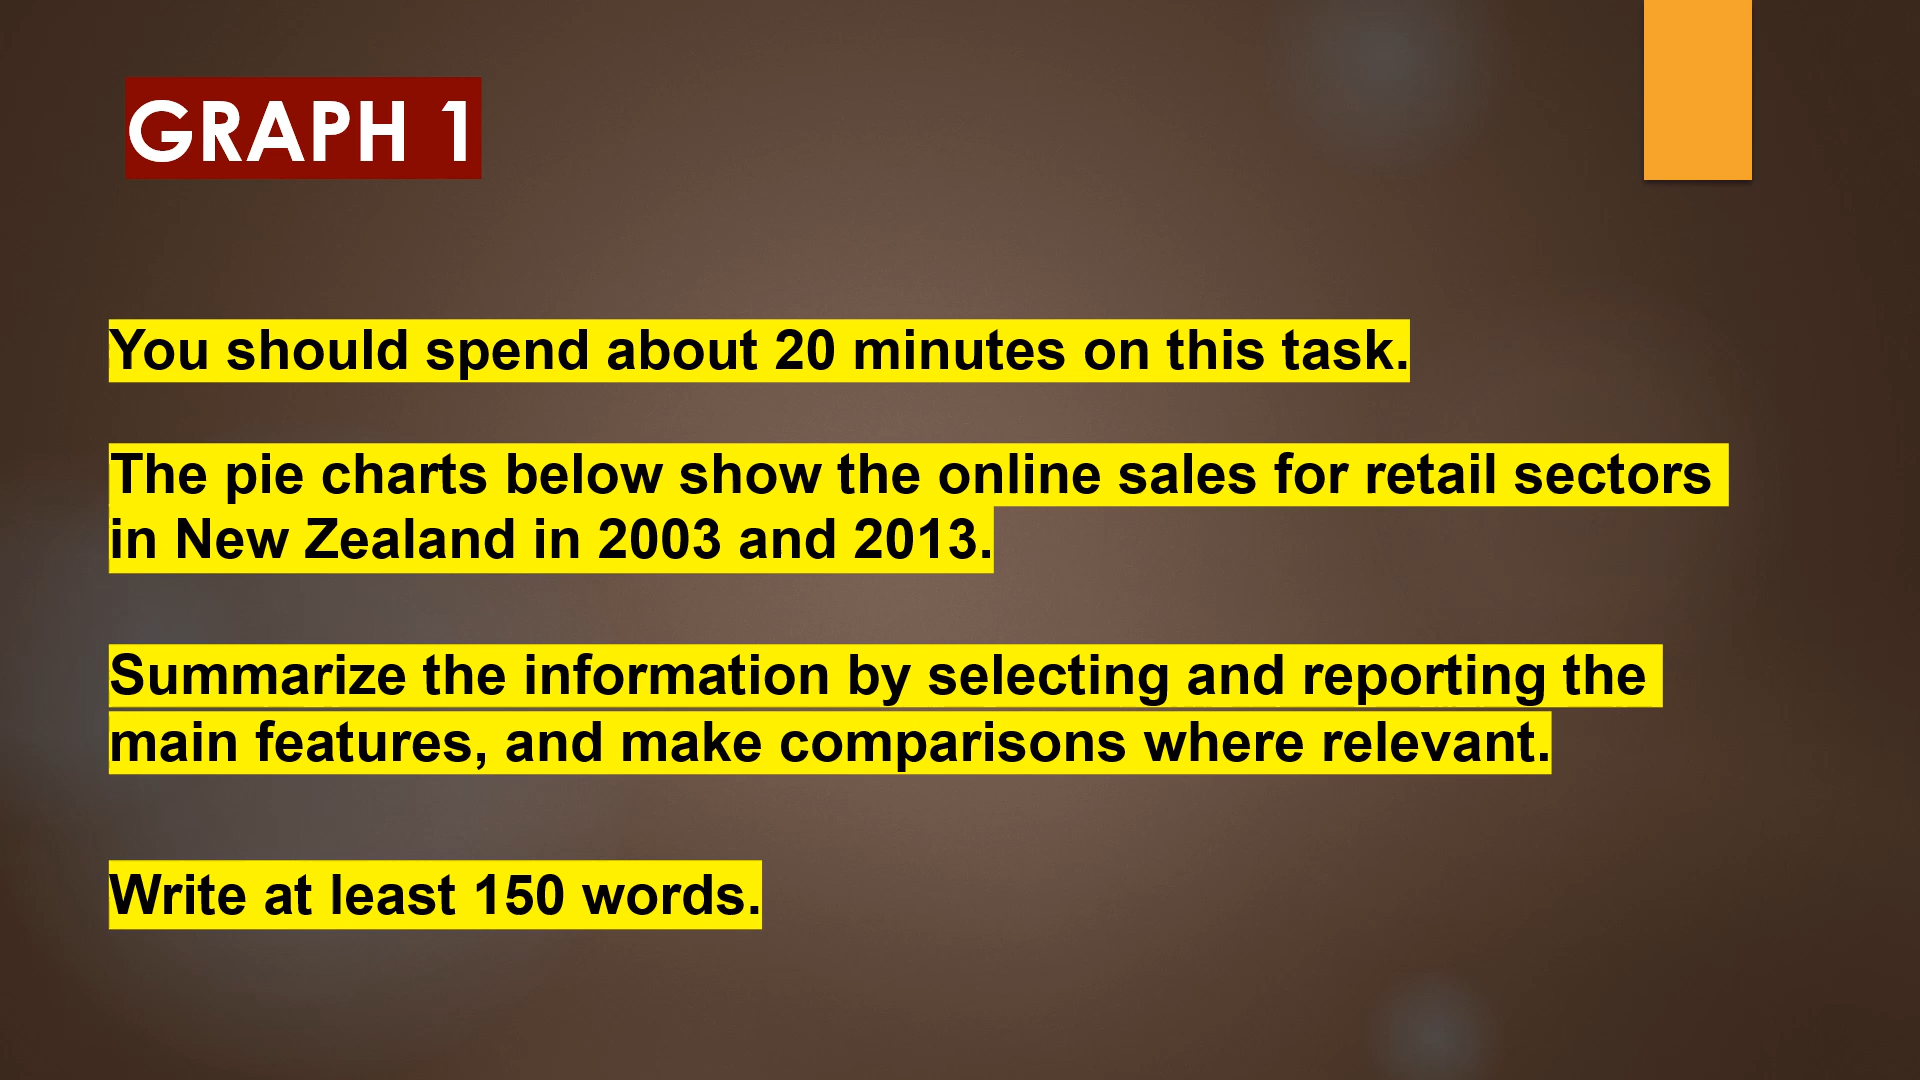 GRAPH 1
You should spend about 20 minutes on this task.
The pie charts below show the online sales for retail sectors
in New Zealand in 2003 and 2013.
Summarize the information by selecting and reporting the
main features, and make comparisons where relevant.
Write at least 150 words.